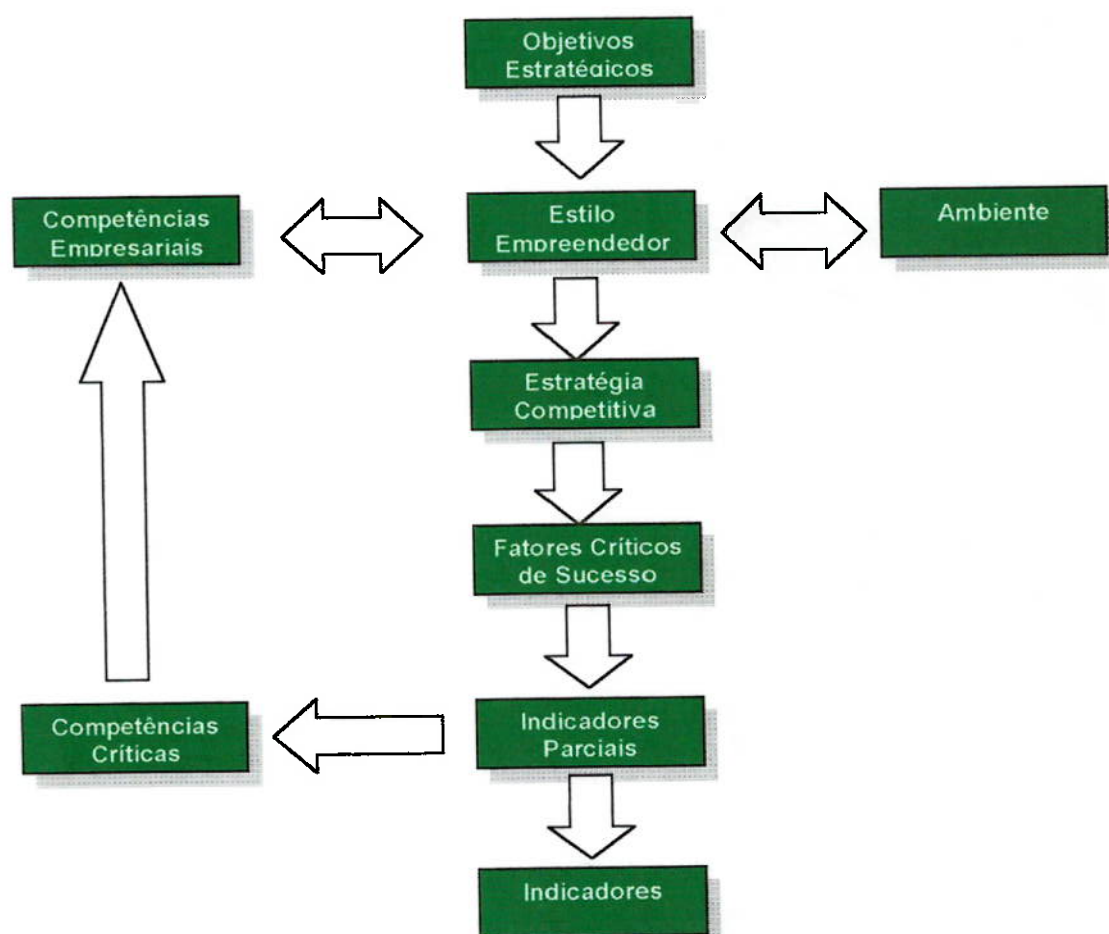 Objetivos
Estratégicos
Competências
Empresariais
Estilo
Empreendedor
Ambiente
Estratégia
Competitiva
Fatores Críticos
de Sucesso
Competências
Críticas
Indicadores
Parciais
Indicadores